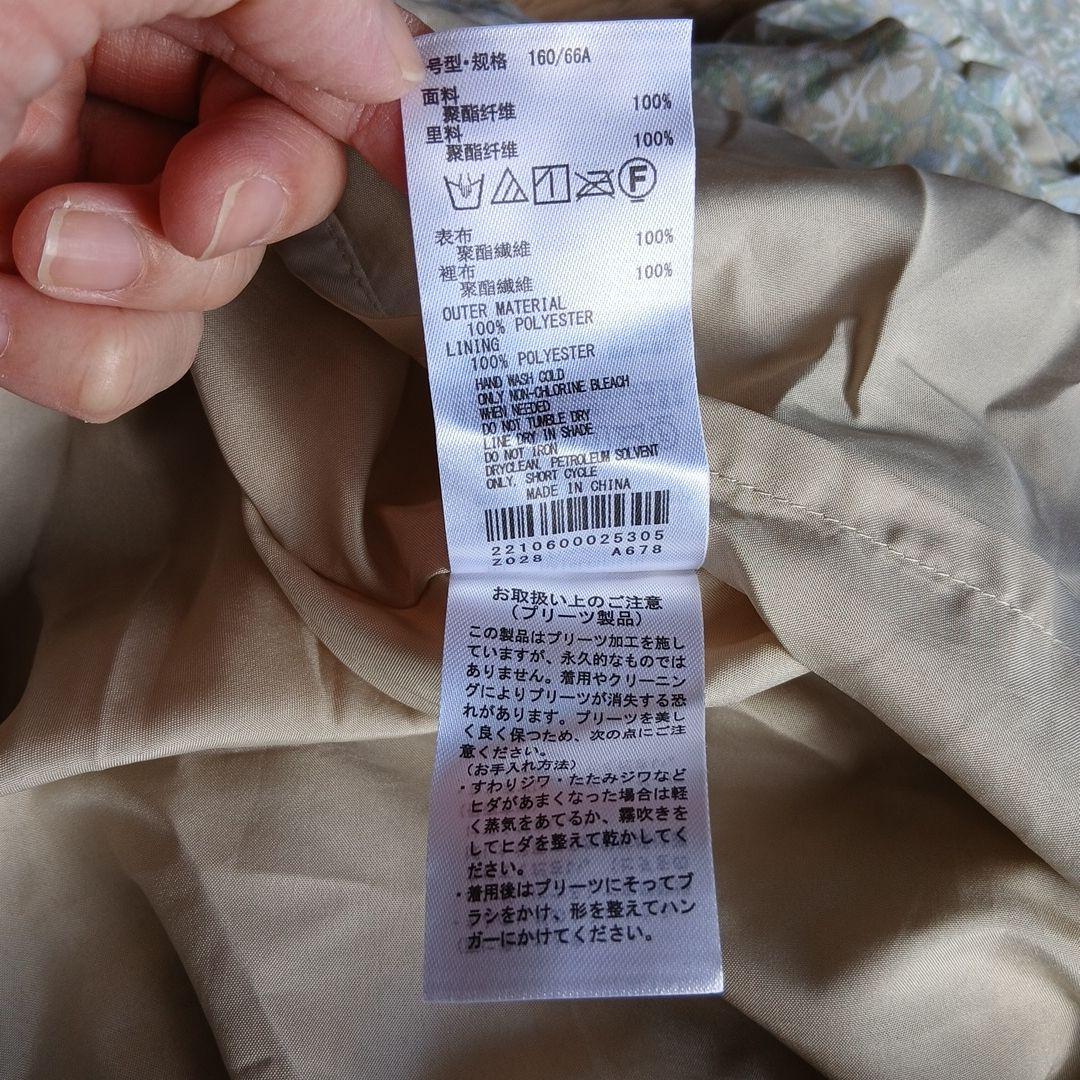 号型·规格 160/66A
面料
聚酯纤维 100%
里料
聚酯纤维 100%
F
表布
聚酯纖維 100%
裡布
聚酯纖維 100%
OUTER MATERIAL
100% POLYESTER
LINING
100% POLYESTER
HAND WASH COLD
ONLY NON-CHLORINE BLEACH
WHEN NEEDED
DO NOT TUMBLE DRY
LINE DRY IN SHADE
DO NOT IRON
DRYCLEAN, PETROLEUM SOLVENT
ONLY, SHORT CYCLE
MADE IN CHINA
2210600025305
Z028 A678
お取扱い上のご注意
(プリーツ製品)
この製品はプリーツ加工を施し
ていますが、永久的なものでは
ありません。着用やクリーニン
グによりプリーツが消失する恐
れがあります。プリーツを美し
く良く保つため、次の点にご注
意ください。
(お手入れ方法)
・すわりジワ・たたみジワなど
ヒダがあまくなった場合は軽
く蒸気をあてるか、霧吹きを
してヒダを整えて乾かしてく
ださい。
・着用後はプリーツにそってブ
ラシをかけ、形を整えてハン
ガーにかけてください。